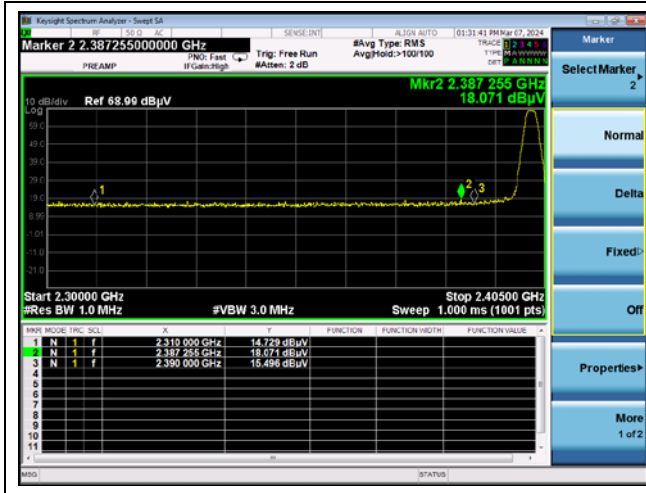 Keysight Spectrum Analyzer - Swept SA
RF 50 Ω AC SENSE:INT ALIGN AUTO 01:31:41 PM Mar 07, 2024
Marker 2 2.387255000000 GHz
PREAMP
PNO: Fast
IFGain:High
Trig: Free Run
#Atten: 2 dB
#Avg Type: RMS
Avg|Hold:>100/100
TRACE 1 2 3 4 5 6
TYPE M A W W W W
DET P A N N N N
Mkr2 2.387 255 GHz
18.071 dBµV
10 dB/div Ref 68.99 dBµV
Log
59.0
49.0
39.0
29.0
19.0
8.99
-1.01
-11.0
-21.0
1
2
3
Start 2.30000 GHz Stop 2.40500 GHz
#Res BW 1.0 MHz #VBW 3.0 MHz Sweep 1.000 ms (1001 pts)
MKR MODE TRC SCL X Y FUNCTION FUNCTION WIDTH FUNCTION VALUE
1 N 1 f 2.310 000 GHz 14.729 dBµV
2 N 1 f 2.387 255 GHz 18.071 dBµV
3 N 1 f 2.390 000 GHz 15.496 dBµV
4
5
6
7
8
9
10
11
MSG STATUS
Marker
Select Marker
2
Normal
Delta
Fixed
Off
Properties
More
1 of 2